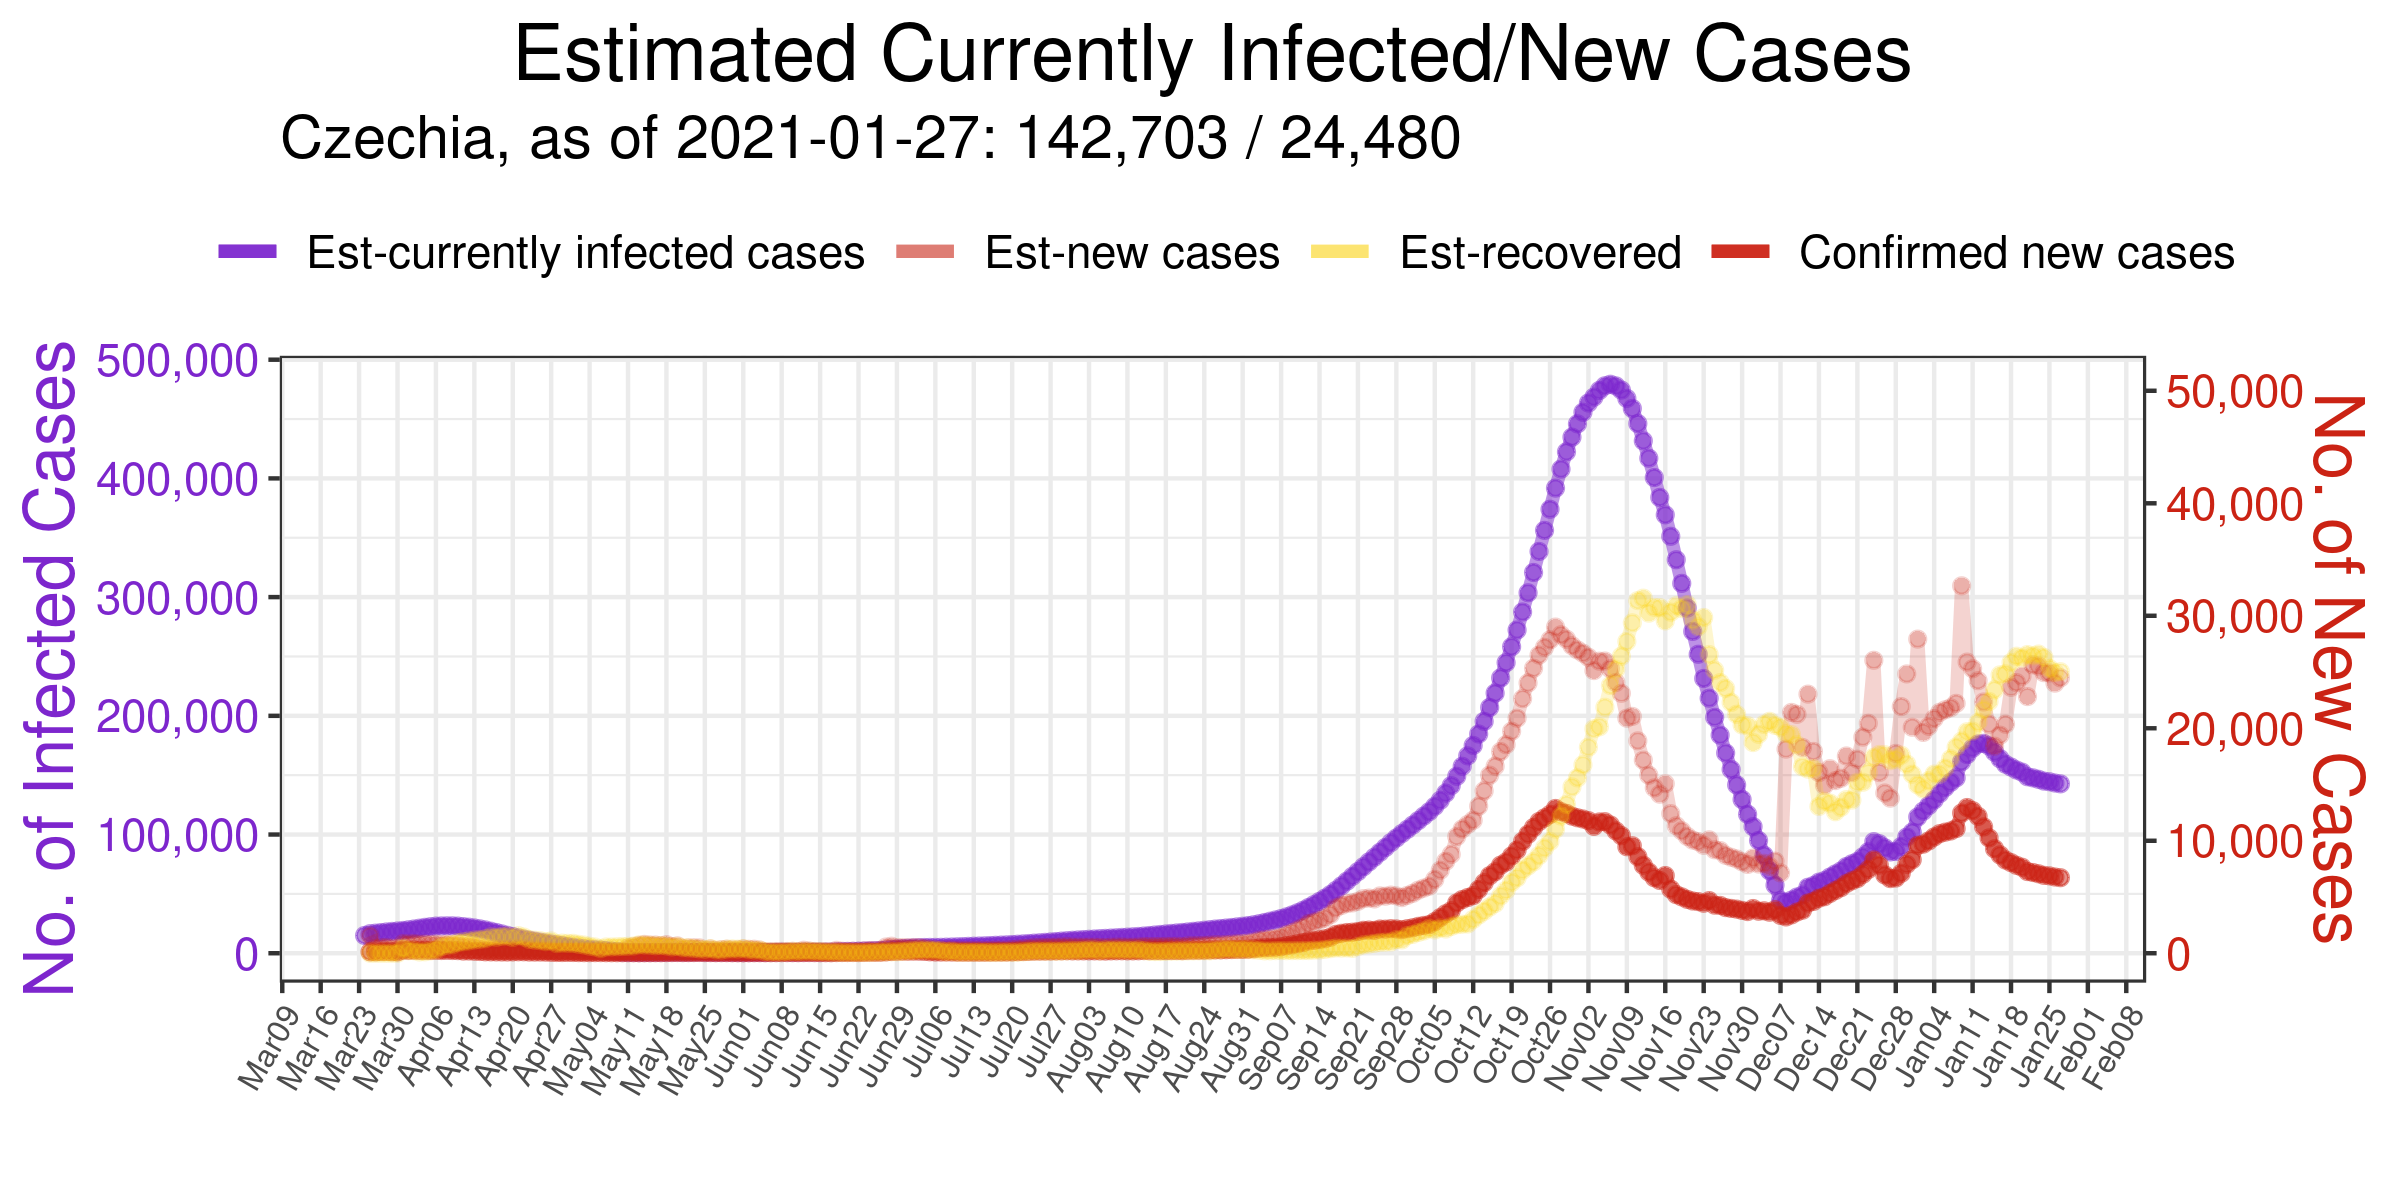 Estimated Currently Infected/New Cases
Czechia, as of 2021-01-27: 142,703 / 24,480
Est-currently infected cases Est-new cases Est-recovered Confirmed new cases
No. of Infected Cases
500,000
400,000
300,000
200,000
100,000
0
50,000
40,000
30,000
20,000
10,000
0
No. of New Cases
Mar09 Mar16 Mar23 Mar30 Apr06 Apr13 Apr20 Apr27 May04 May11 May18 May25 Jun01 Jun08 Jun15 Jun22 Jun29 Jul06 Jul13 Jul20 Jul27 Aug03 Aug10 Aug17 Aug24 Aug31 Sep07 Sep14 Sep21 Sep28 Oct05 Oct12 Oct19 Oct26 Nov02 Nov09 Nov16 Nov23 Nov30 Dec07 Dec14 Dec21 Dec28 Jan04 Jan11 Jan18 Jan25 Feb01 Feb08